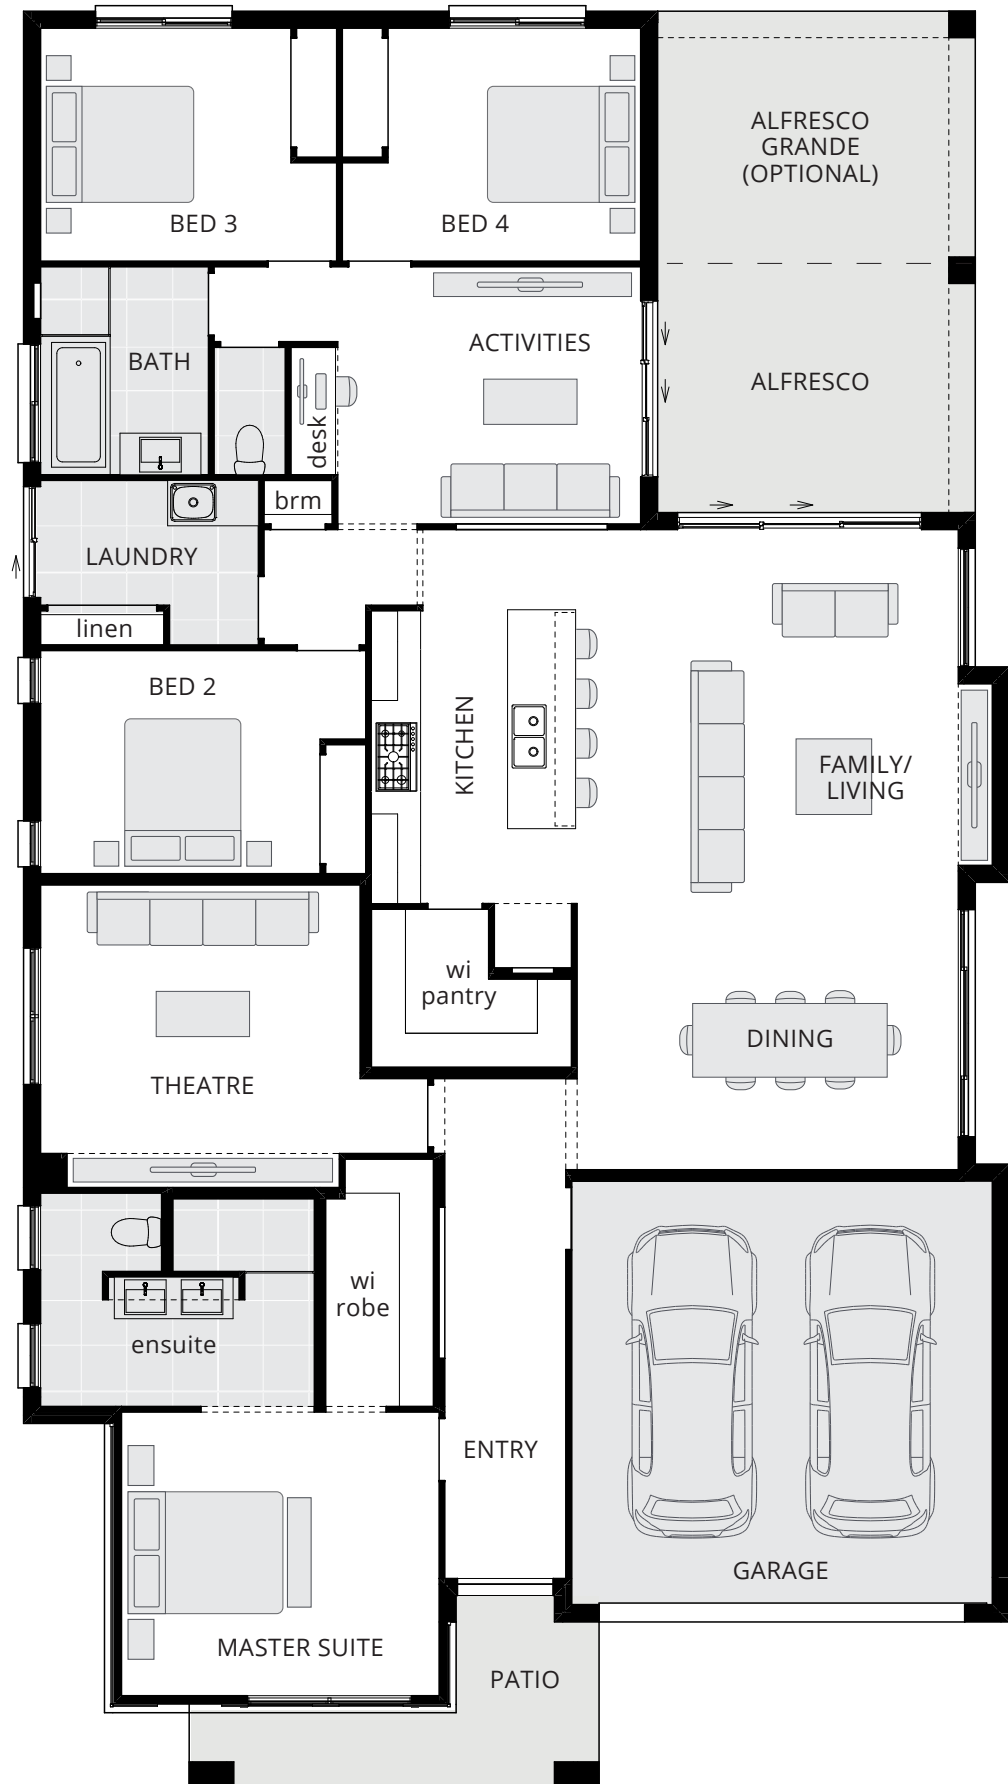 ALFRESCO
GRANDE
(OPTIONAL)
BED 3
BED 4
ACTIVITIES
BATH
ALFRESCO
desk
brm
LAUNDRY
linen
BED 2
KITCHEN
FAMILY/
LIVING
wi
pantry
DINING
THEATRE
wi
robe
ensuite
ENTRY
GARAGE
MASTER SUITE
PATIO